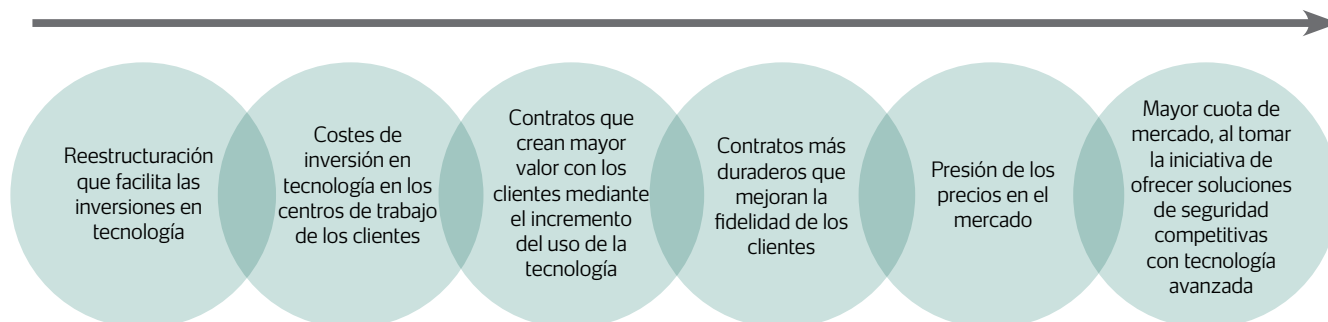 Reestructuración
que facilita las
inversiones en
tecnología
Costes de
inversión en
tecnología en los
centros de trabajo
de los clientes
Contratos que
crean mayor
valor con los
clientes mediante
el incremento
del uso de la
tecnología
Contratos más
duraderos que
mejoran la
fidelidad de los
clientes
Presión de los
precios en el
mercado
Mayor cuota de
mercado, al tomar
la iniciativa de
ofrecer soluciones
de seguridad
competitivas
con tecnología
avanzada